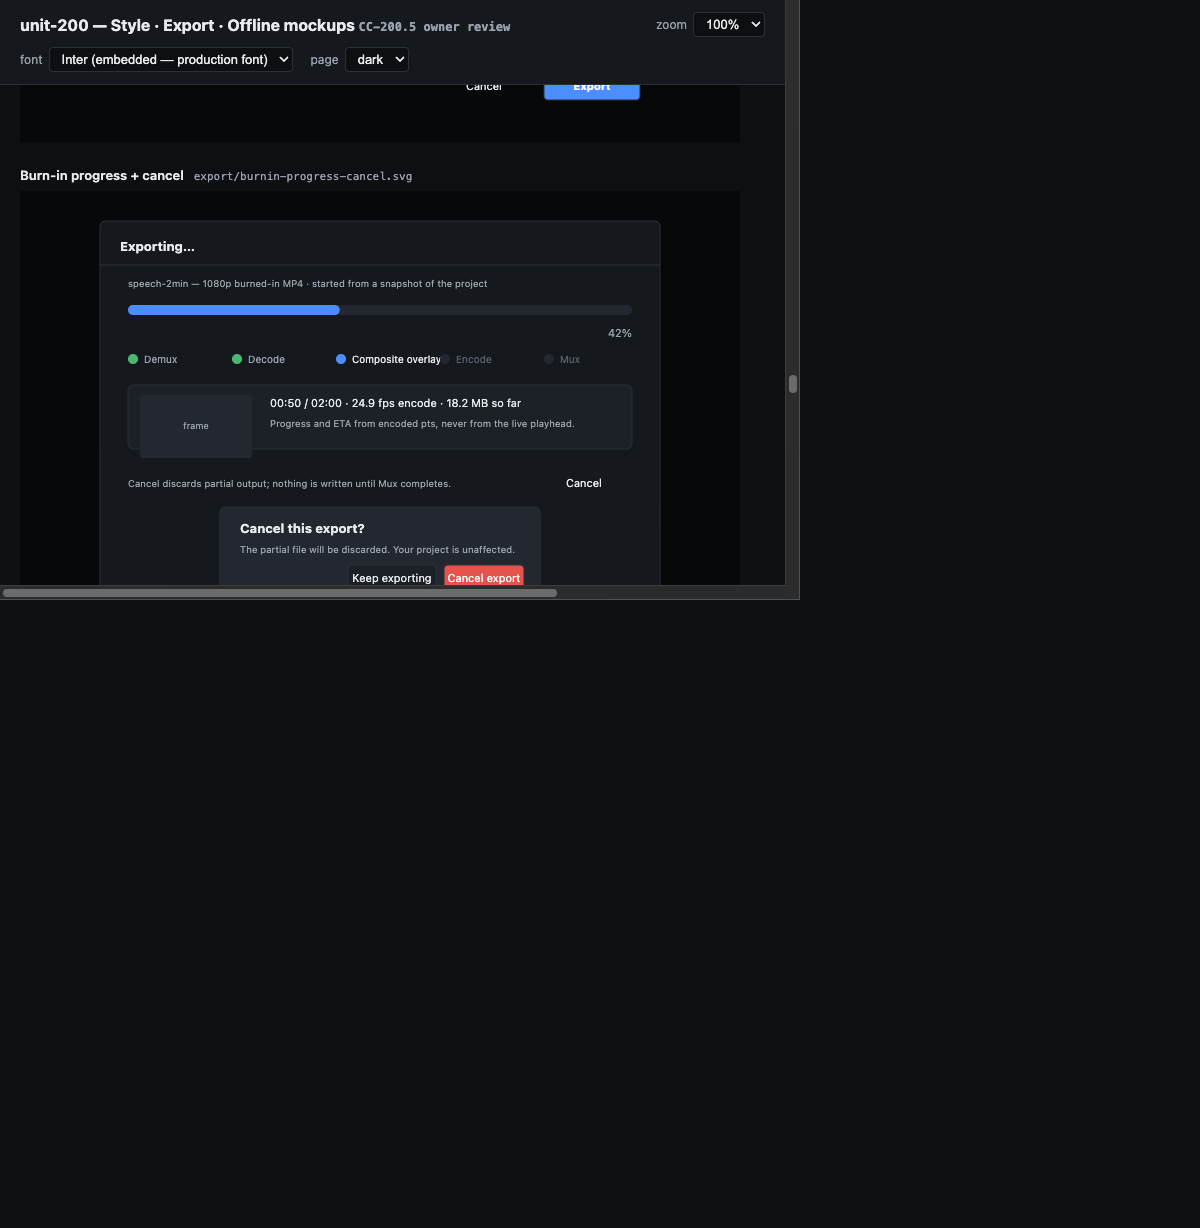 unit-200 — Style · Export · Offline mockups CC-200.5 owner review
zoom 100%
font Inter (embedded — production font) page dark
Cancel Export
Burn-in progress + cancel export/burnin-progress-cancel.svg
Exporting...
speech-2min — 1080p burned-in MP4 · started from a snapshot of the project
42%
Demux Decode Composite overlay Encode Mux
frame
00:50 / 02:00 · 24.9 fps encode · 18.2 MB so far
Progress and ETA from encoded pts, never from the live playhead.
Cancel discards partial output; nothing is written until Mux completes.
Cancel
Cancel this export?
The partial file will be discarded. Your project is unaffected.
Keep exporting Cancel export